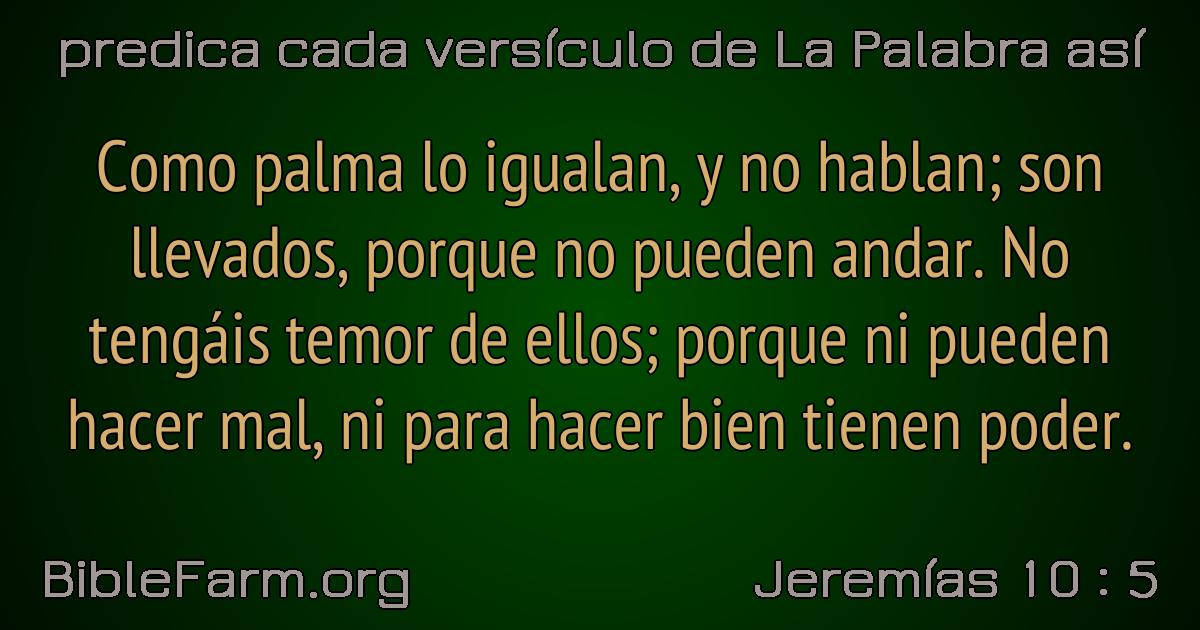 predica cada versículo de La Palabra así
Como palma lo igualan, y no hablan; son
llevados, porque no pueden andar. No
tengáis temor de ellos; porque ni pueden
hacer mal, ni para hacer bien tienen poder.
BibleFarm.org
Jeremías 10 : 5